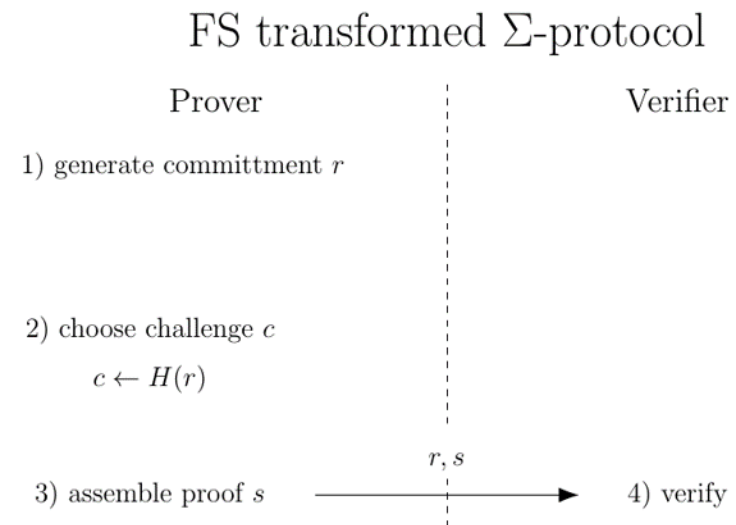 FS transformed Σ-protocol
Prover
Verifier
1) generate committment r
2) choose challenge c
c ← H(r)
r, s
3) assemble proof s
4) verify